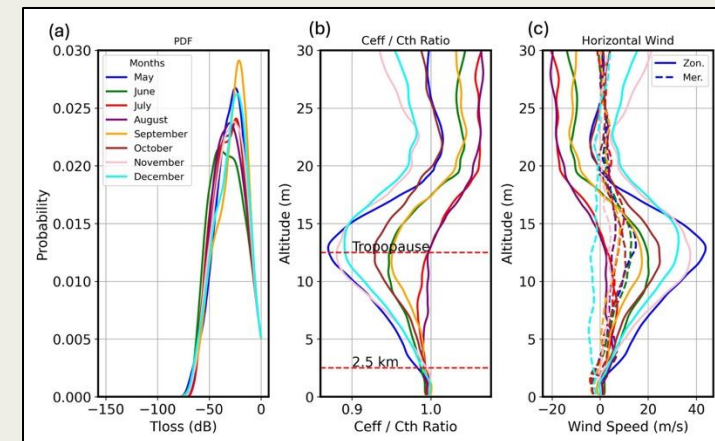 (a)
PDF
0.030
0.025
0.020
0.015
0.010
0.005
0.000
Probability
Months
May
June
July
August
September
October
November
December
−150
−100
−50
0
Tloss (dB)
(b)
Ceff / Cth Ratio
30
25
20
15
10
5
0
Altitude (m)
Tropopause
2.5 km
0.9
1.0
Ceff / Cth Ratio
(c)
Horizontal Wind
30
25
20
15
10
5
0
Altitude (m)
Zon.
Mer.
−20
0
20
40
Wind Speed (m/s)